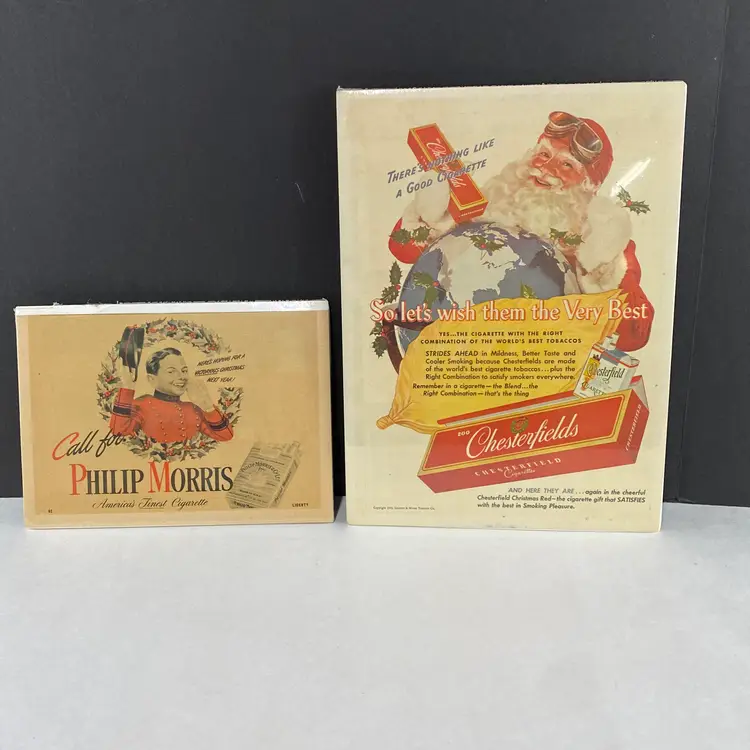 HERE'S HOPING FOR A
VICTORIOUS CHRISTMAS
NEXT YEAR!
Call for
PHILIP MORRIS
America's Finest Cigarette
LIBERTY
THERE'S NOTHING LIKE
A GOOD CIGARETTE
Chesterfield
So let's wish them the Very Best
YES...THE CIGARETTE WITH THE RIGHT
COMBINATION OF THE WORLD'S BEST TOBACCOS
STRIDES AHEAD in Mildness, Better Taste and
Cooler Smoking because Chesterfields are made
of the world's best cigarette tobaccos...plus the
Right Combination to satisfy smokers everywhere.
Remember in a cigarette—the Blend...the
Right Combination—that's the thing
Chesterfield
200
Chesterfields
CHESTERFIELD
Cigarette
CHESTERFIELD
AND HERE THEY ARE...again in the cheerful
Chesterfield Christmas Red—the cigarette gift that SATISFIES
with the best in Smoking Pleasure.